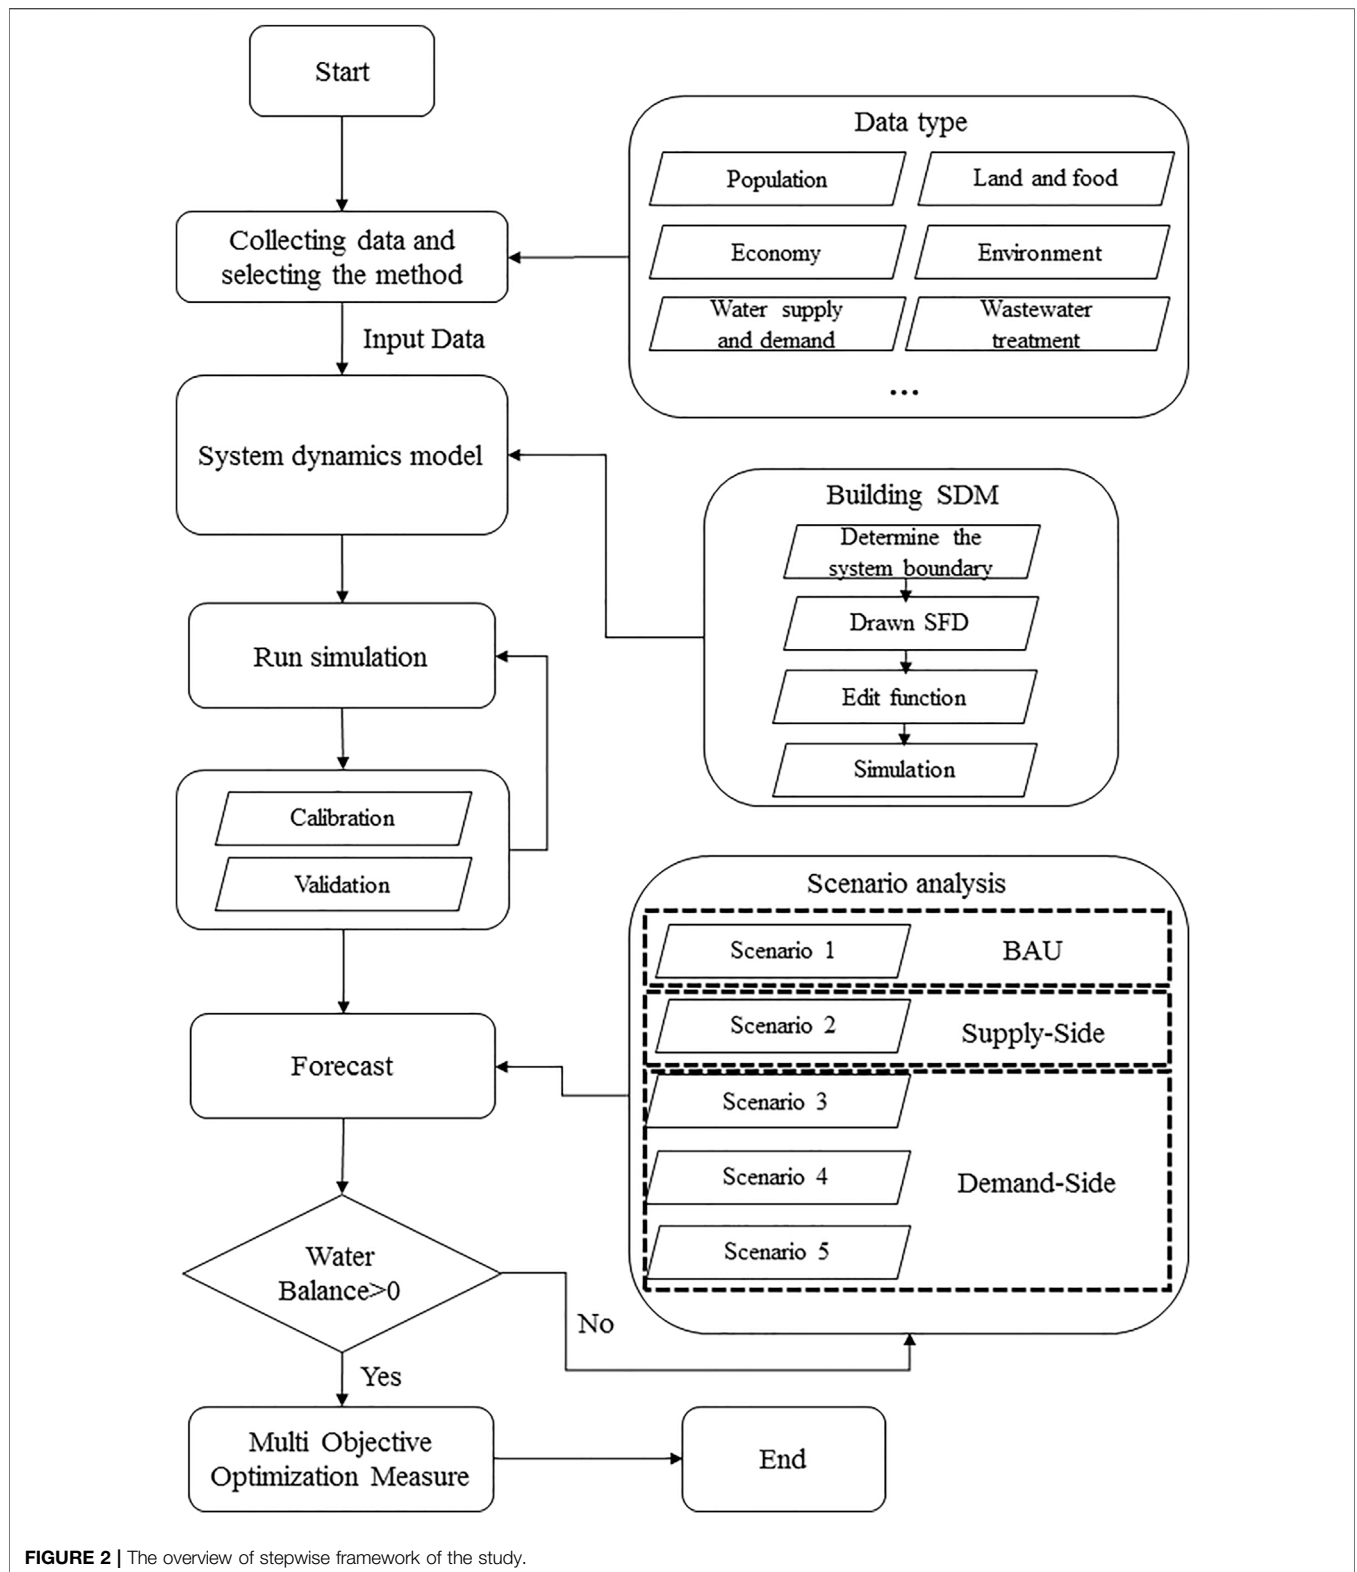 Start
Data type
Population
Land and food
Collecting data and
selecting the method
Economy
Environment
Water supply
and demand
Wastewater
treatment
...
Input Data
System dynamics model
Building SDM
Determine the
system boundary
Drawn SFD
Edit function
Simulation
Run simulation
Calibration
Validation
Scenario analysis
Scenario 1
BAU
Scenario 2
Supply-Side
Scenario 3
Scenario 4
Demand-Side
Scenario 5
Forecast
Water
Balance>0
No
Yes
Multi Objective
Optimization Measure
End
FIGURE 2 | The overview of stepwise framework of the study.